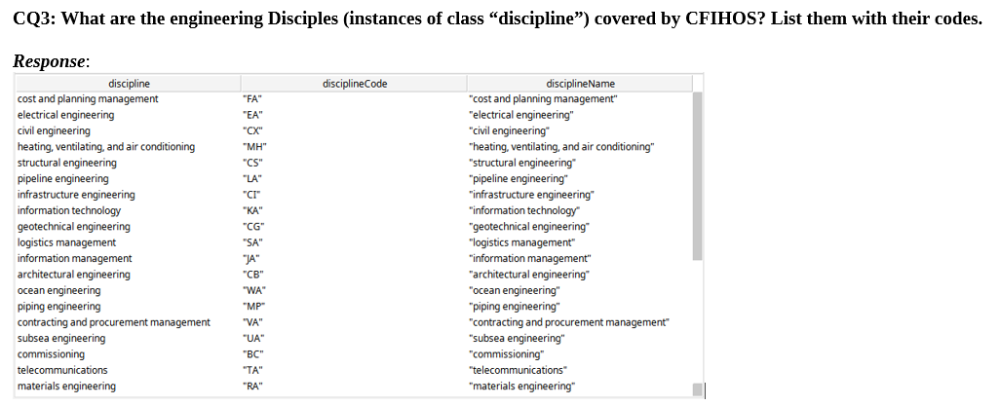 CQ3: What are the engineering Disciples (instances of class “discipline”) covered by CFIHOS? List them with their codes.
Response:
discipline disciplineCode disciplineName
cost and planning management "FA" "cost and planning management"
electrical engineering "EA" "electrical engineering"
civil engineering "CX" "civil engineering"
heating, ventilating, and air conditioning "MH" "heating, ventilating, and air conditioning"
structural engineering "CS" "structural engineering"
pipeline engineering "LA" "pipeline engineering"
infrastructure engineering "CI" "infrastructure engineering"
information technology "KA" "information technology"
geotechnical engineering "CG" "geotechnical engineering"
logistics management "SA" "logistics management"
information management "JA" "information management"
architectural engineering "CB" "architectural engineering"
ocean engineering "WA" "ocean engineering"
piping engineering "MP" "piping engineering"
contracting and procurement management "VA" "contracting and procurement management"
subsea engineering "UA" "subsea engineering"
commissioning "BC" "commissioning"
telecommunications "TA" "telecommunications"
materials engineering "RA" "materials engineering"